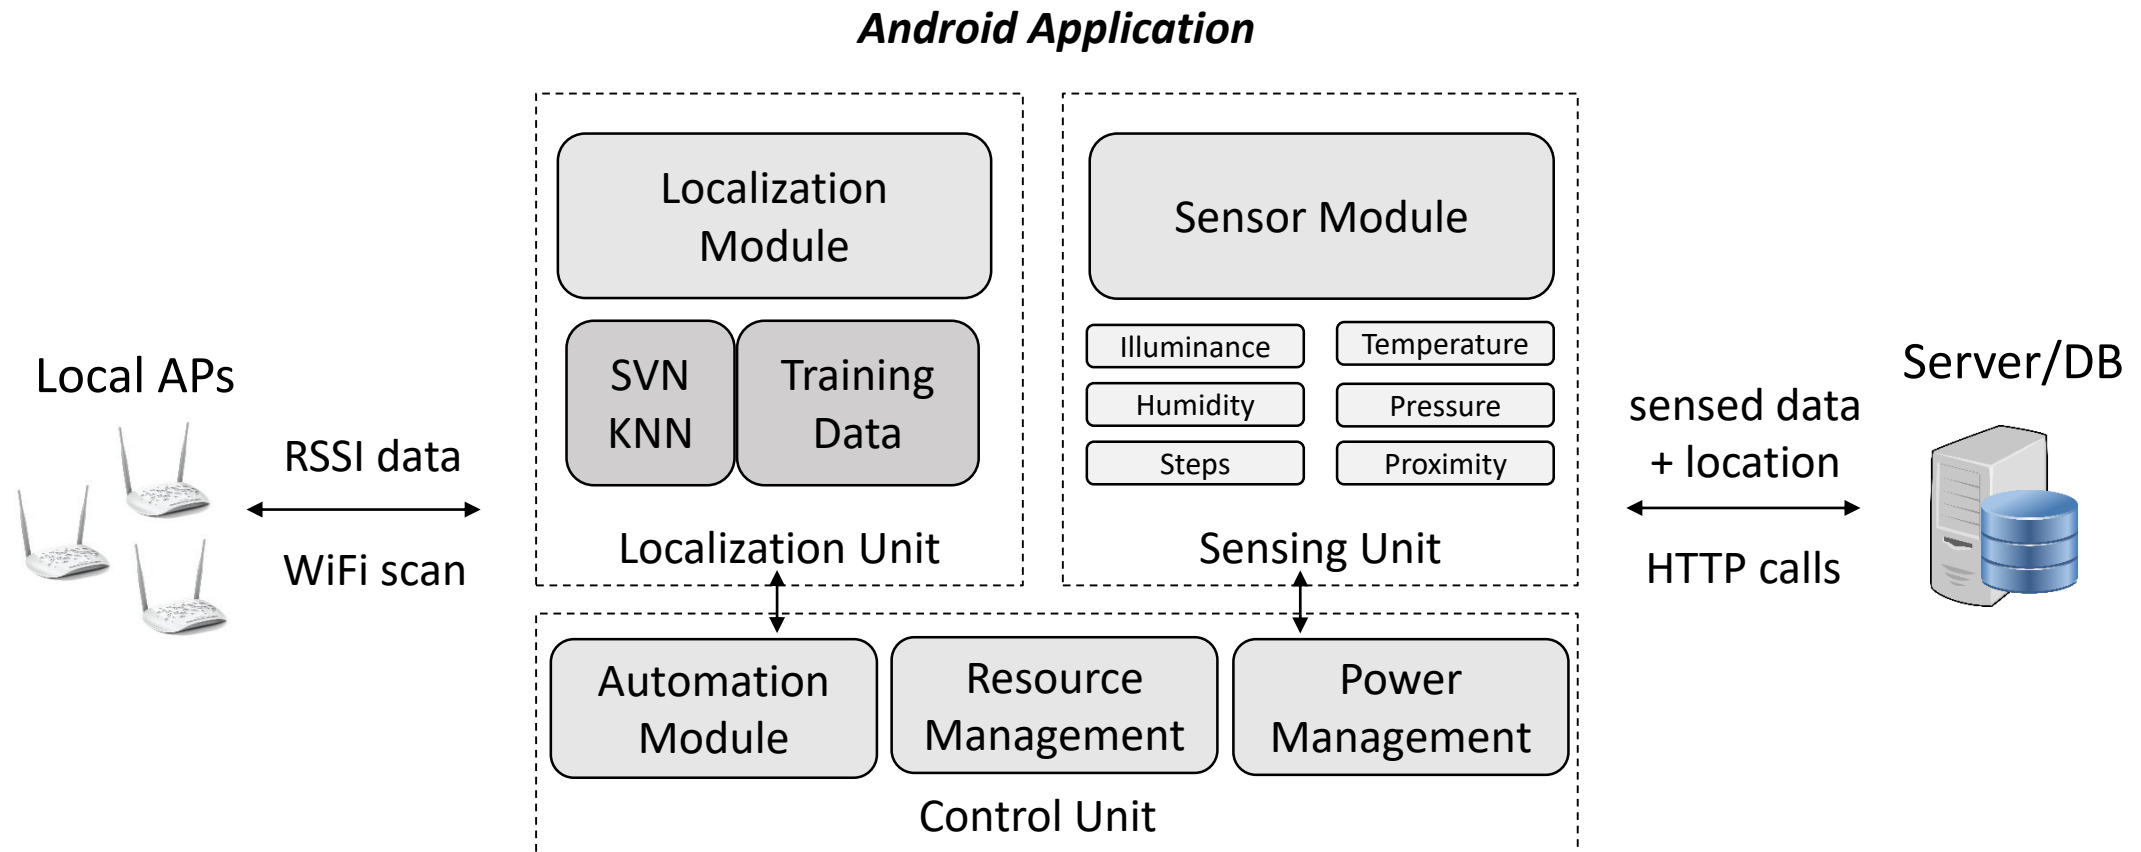 Android Application
Local APs
RSSI data
WiFi scan
Localization
Module
SVN
KNN
Training
Data
Localization Unit
Sensor Module
Illuminance
Temperature
Humidity
Pressure
Steps
Proximity
Sensing Unit
Automation
Module
Resource
Management
Power
Management
Control Unit
sensed data
+ location
HTTP calls
Server/DB